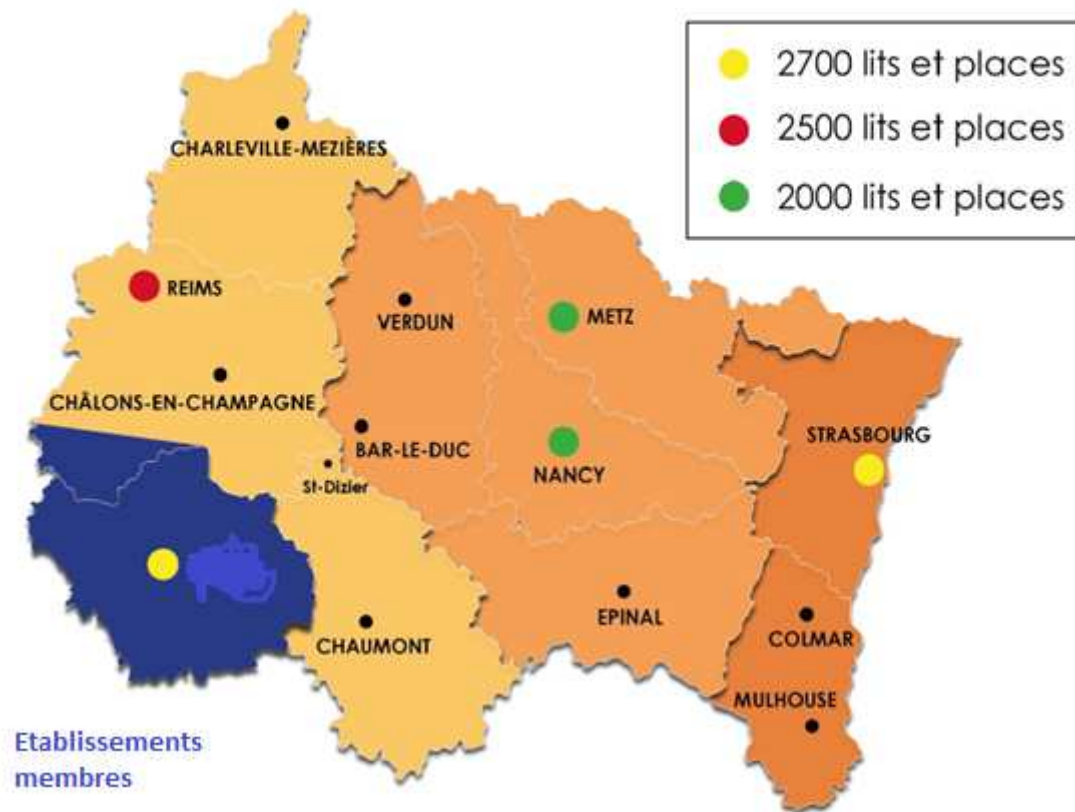 2700 lits et places
2500 lits et places
2000 lits et places
CHARLEVILLE-MEZIÈRES
REIMS
VERDUN
METZ
CHÂLONS-EN-CHAMPAGNE
BAR-LE-DUC
STRASBOURG
St-Dizier
NANCY
EPINAL
CHAUMONT
COLMAR
MULHOUSE
Etablissements
membres